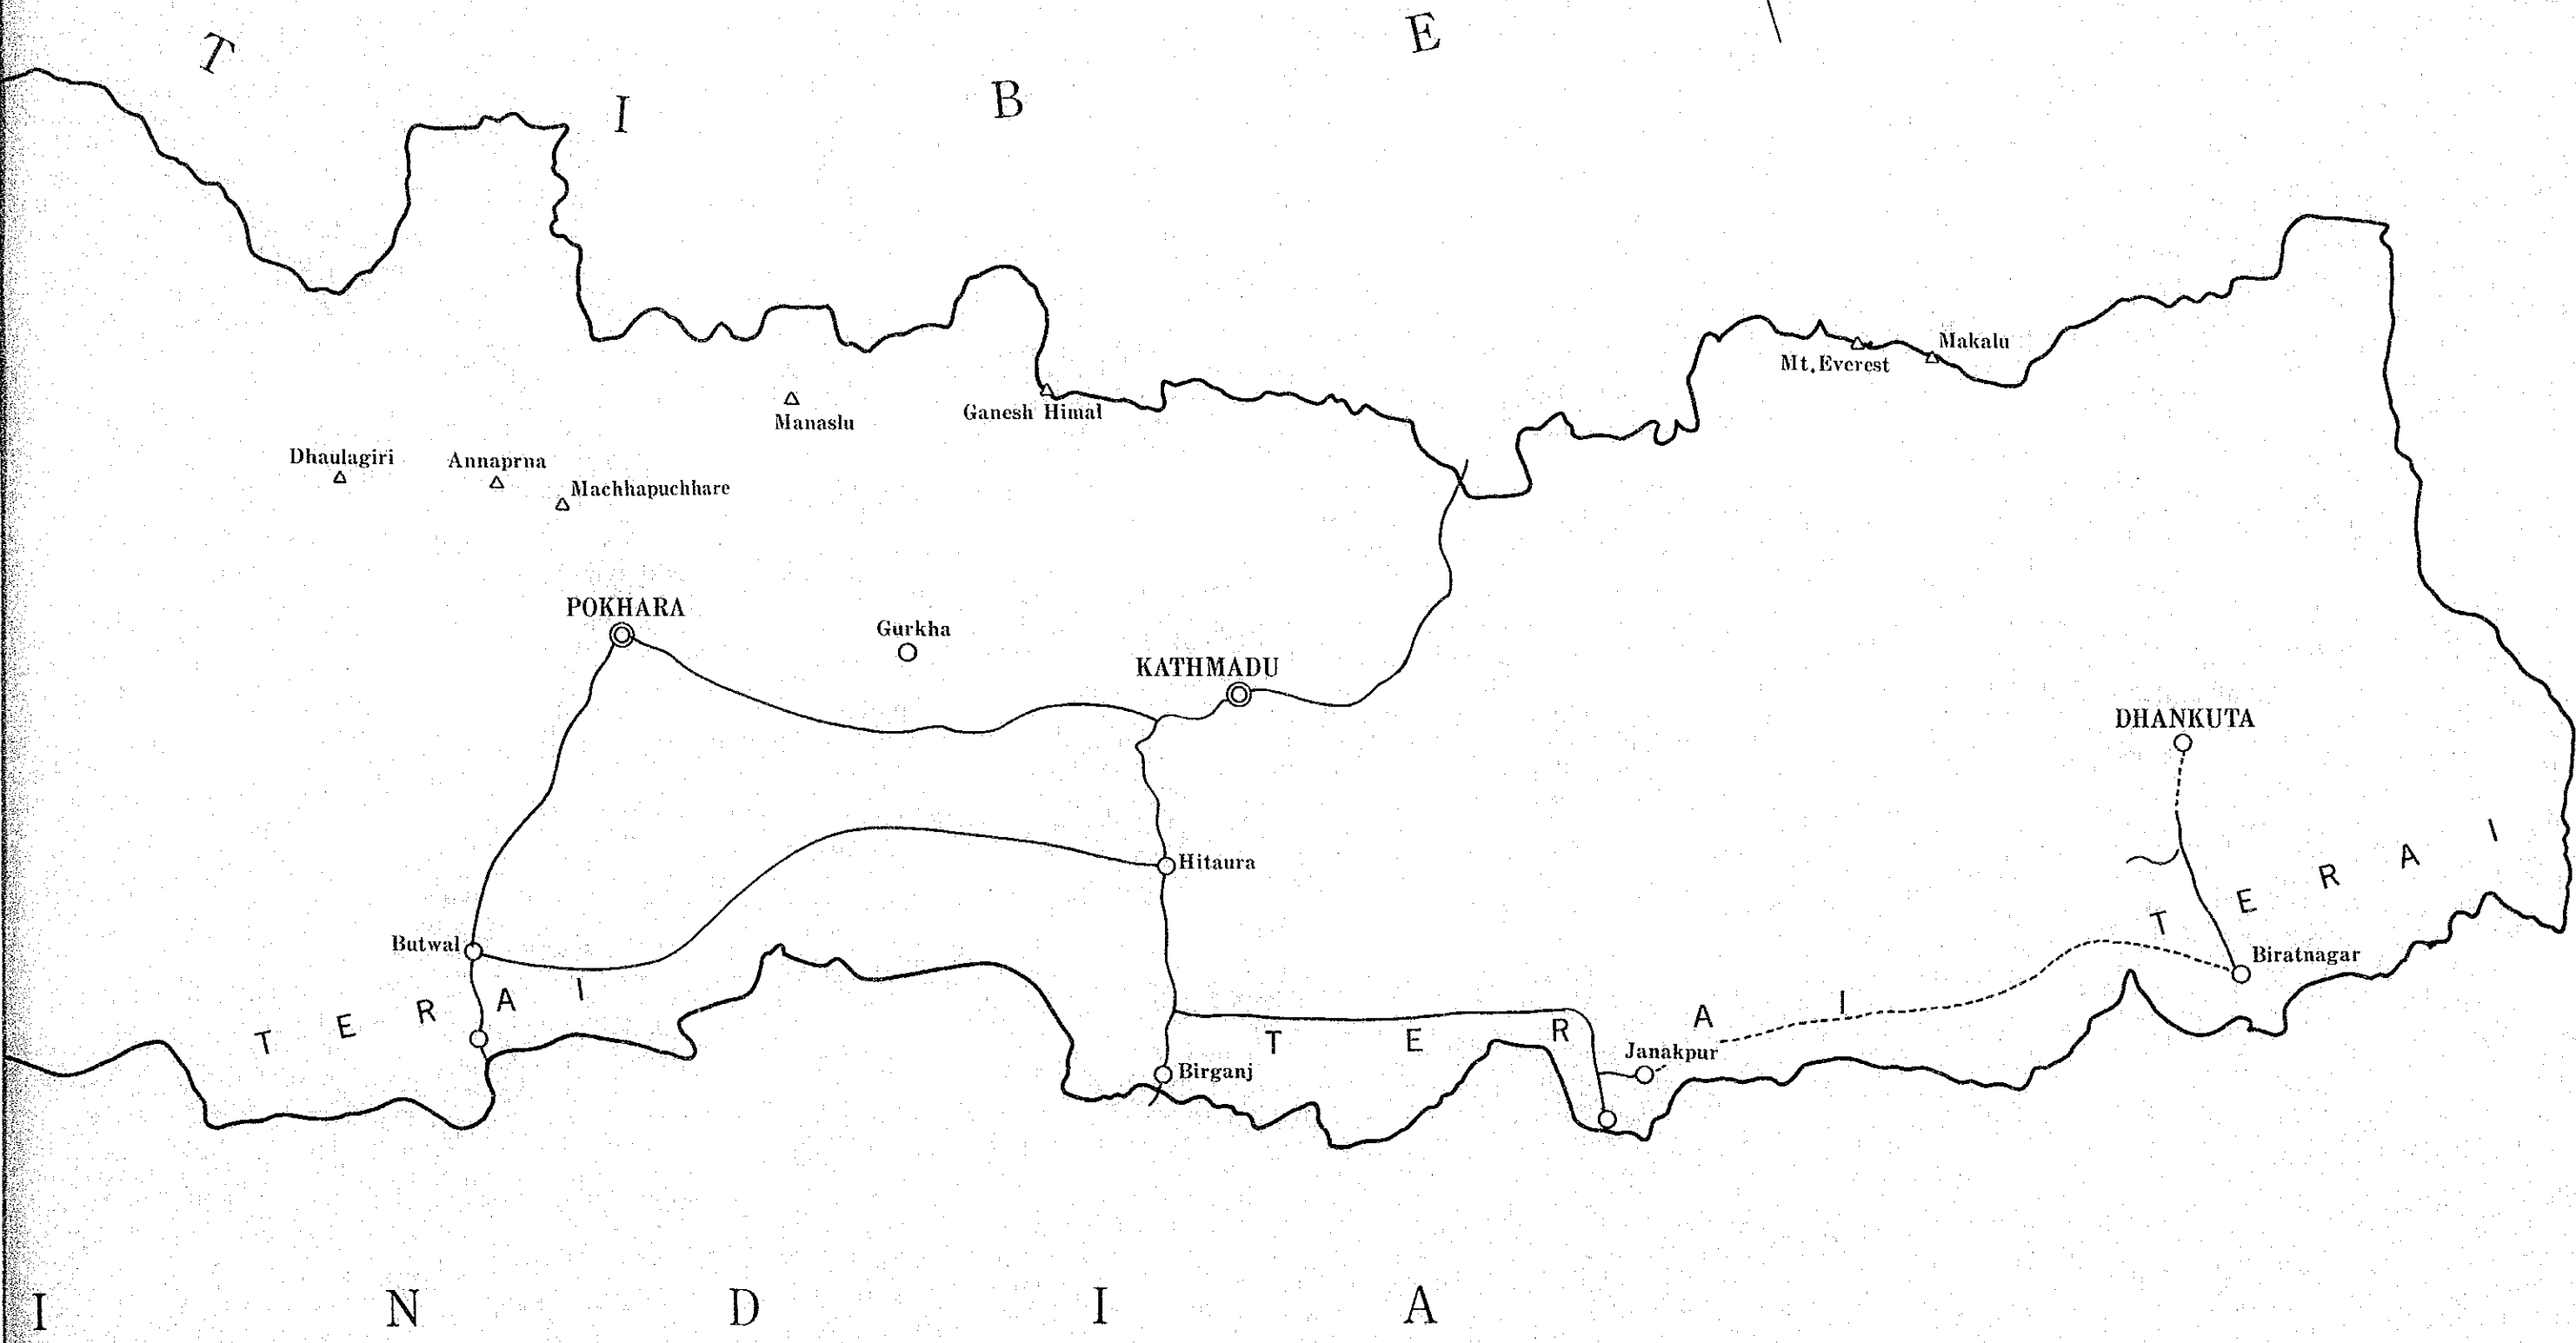 T I B E
Mt.Everest
Makalu
Manaslu
Ganesh Himal
Dhaulagiri
Annaprna
Machhapuchhare
POKHARA
Gurkha
KATHMADU
DHANKUTA
Hitaura
Butwal
Biratnagar
T E R A I
T E R A I
T E R A I
Janakpur
Birganj
I N D I A